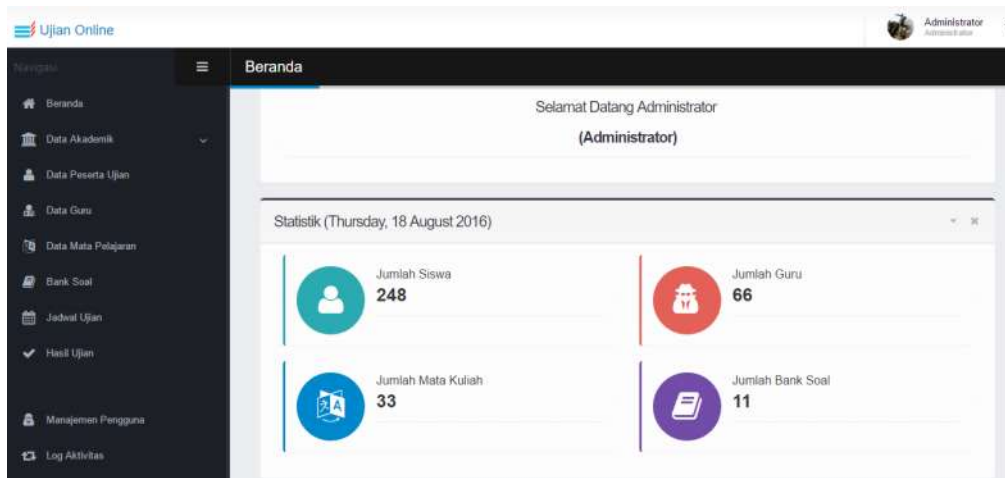 Ujian Online
Administrator
Administrator
Navigasi
Beranda
Beranda
Data Akademik
Data Peserta Ujian
Data Guru
Data Mata Pelajaran
Bank Soal
Jadwal Ujian
Hasil Ujian
Manajemen Pengguna
Log Aktivitas
Selamat Datang Administrator
(Administrator)
Statistik (Thursday, 18 August 2016)
Jumlah Siswa
248
Jumlah Guru
66
Jumlah Mata Kuliah
33
Jumlah Bank Soal
11